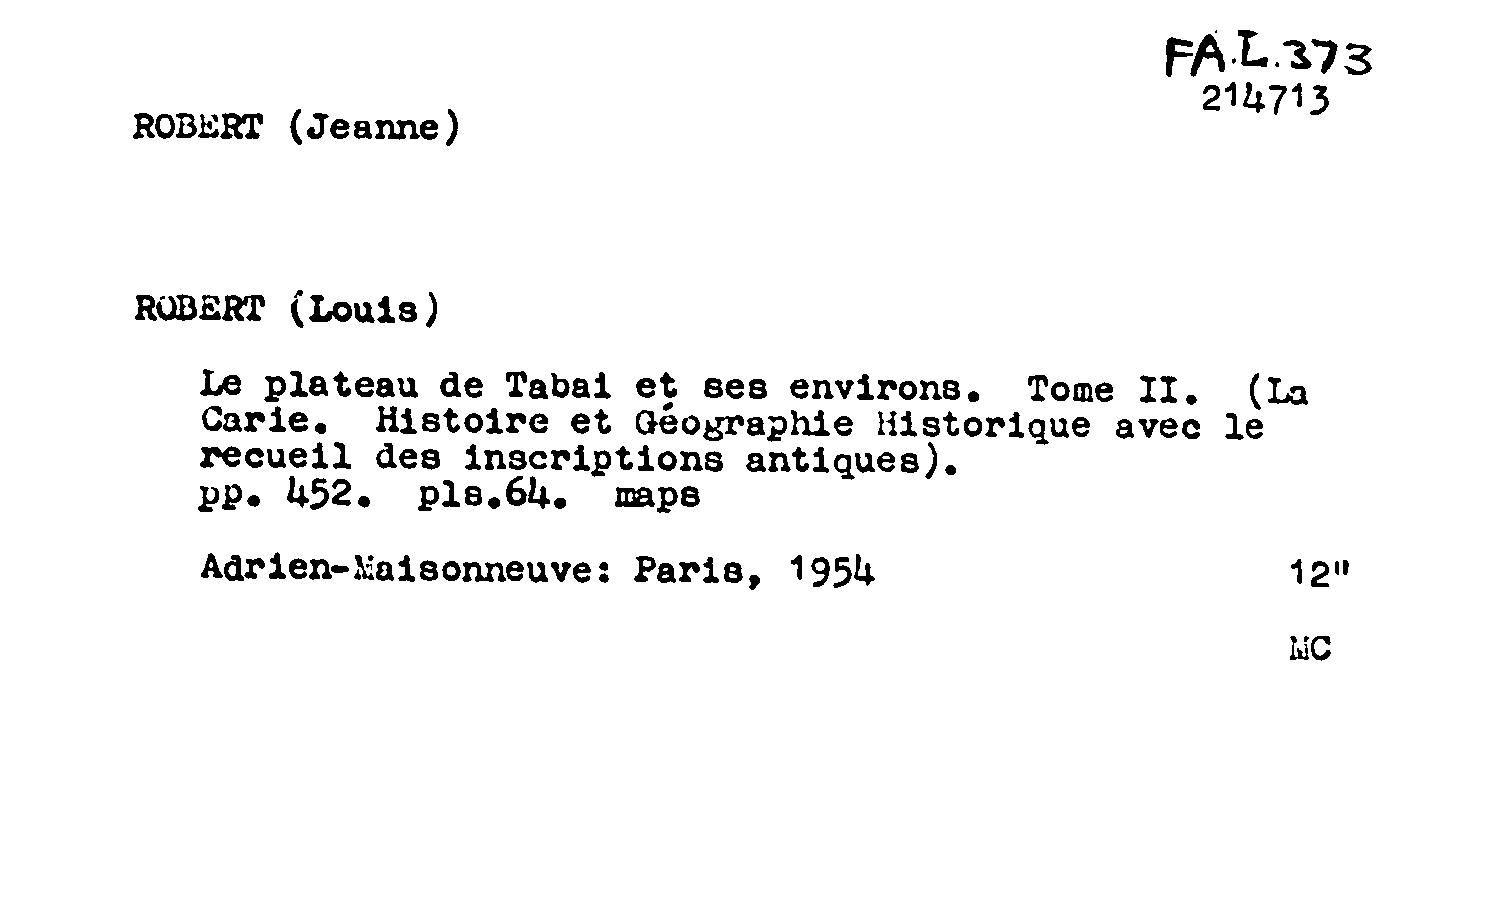 FA.L.373
214713
ROBERT (Jeanne)
ROBERT (Louis)
Le plateau de Tabai et ses environs. Tome II. (La
Carie. Histoire et Géographie Historique avec le
recueil des inscriptions antiques).
pp. 452. pls.64. maps
Adrien-Maisonneuve: Paris, 1954
12"
MC